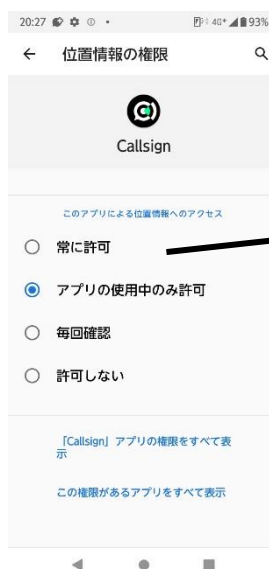 20:27
4G+
93%
位置情報の権限
Callsign
このアプリによる位置情報へのアクセス
常に許可
アプリの使用中のみ許可
毎回確認
許可しない
「Callsign」アプリの権限をすべて表
示
この権限があるアプリをすべて表示